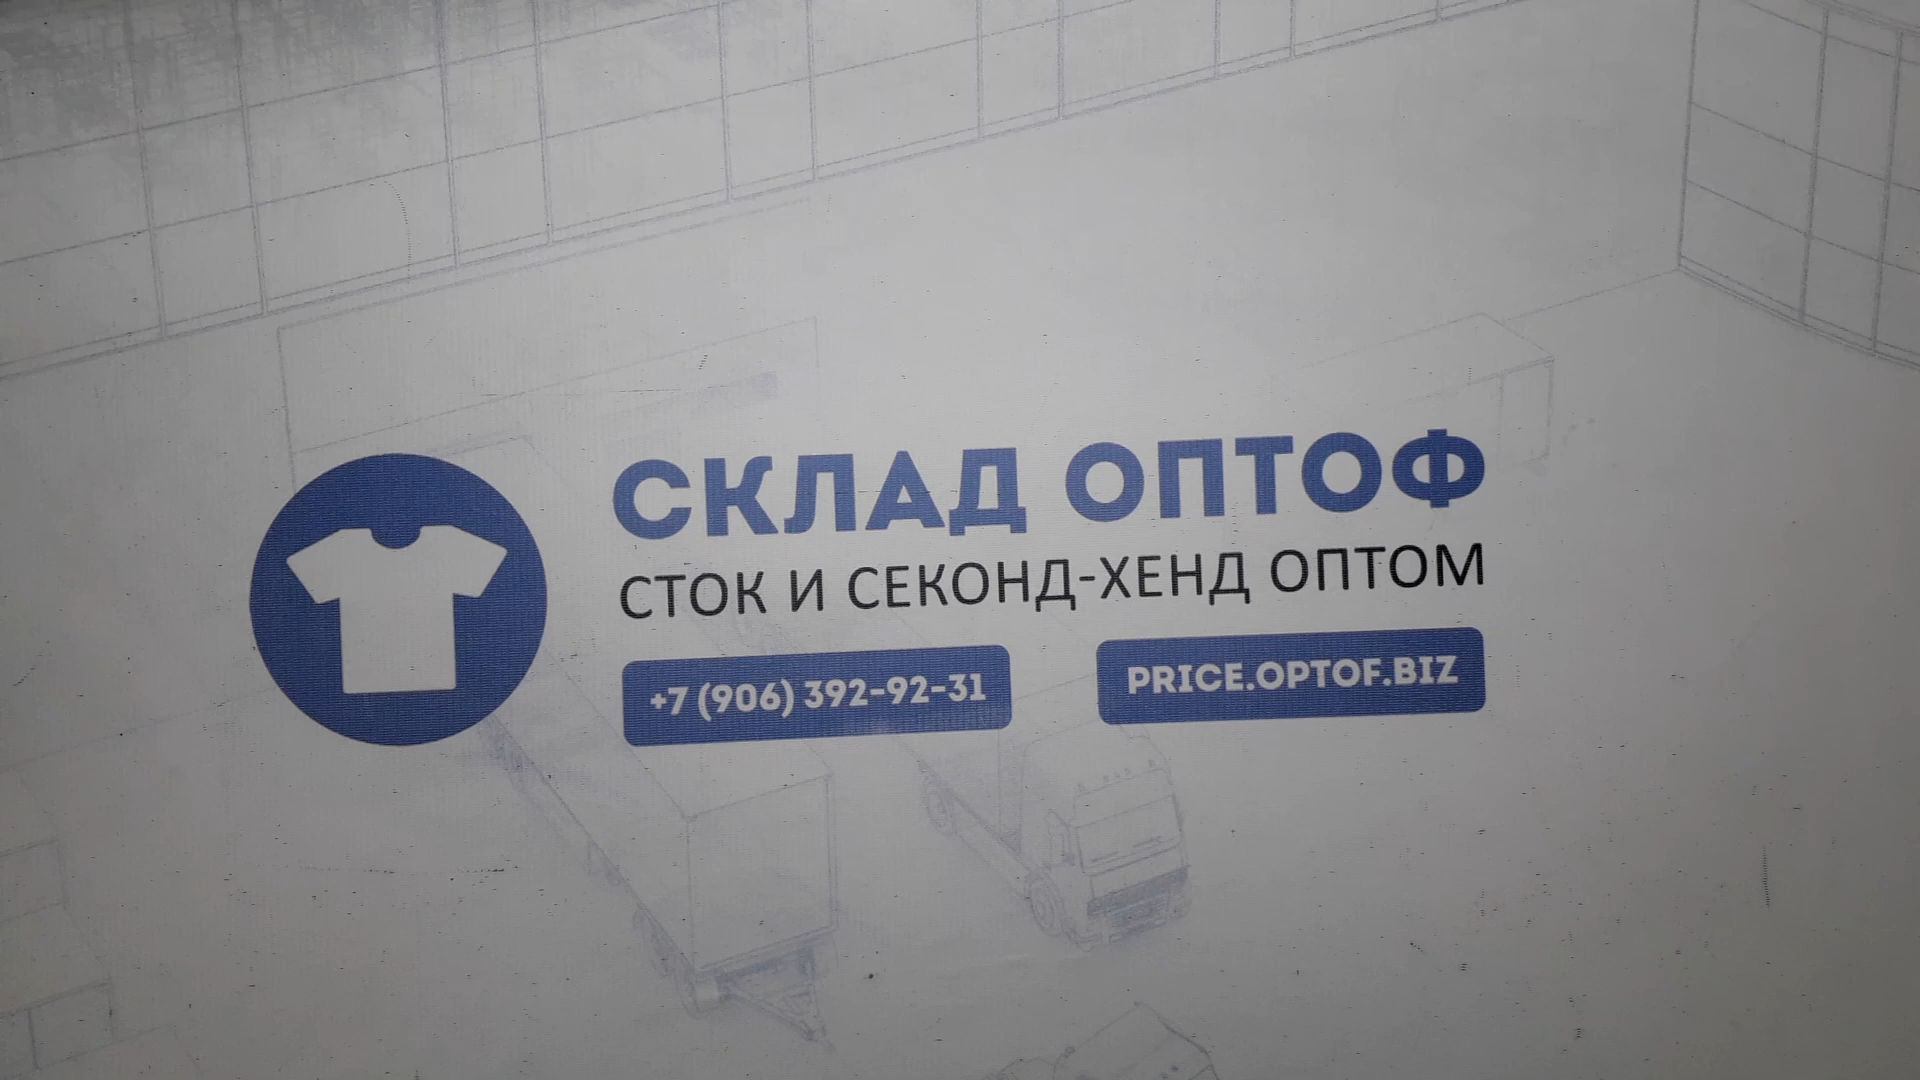 СКЛАД ОПТОФ
СТОК И СЕКОНД-ХЕНД ОПТОМ
+7 (906) 392-92-31
PRICE.OPTOF.BIZ